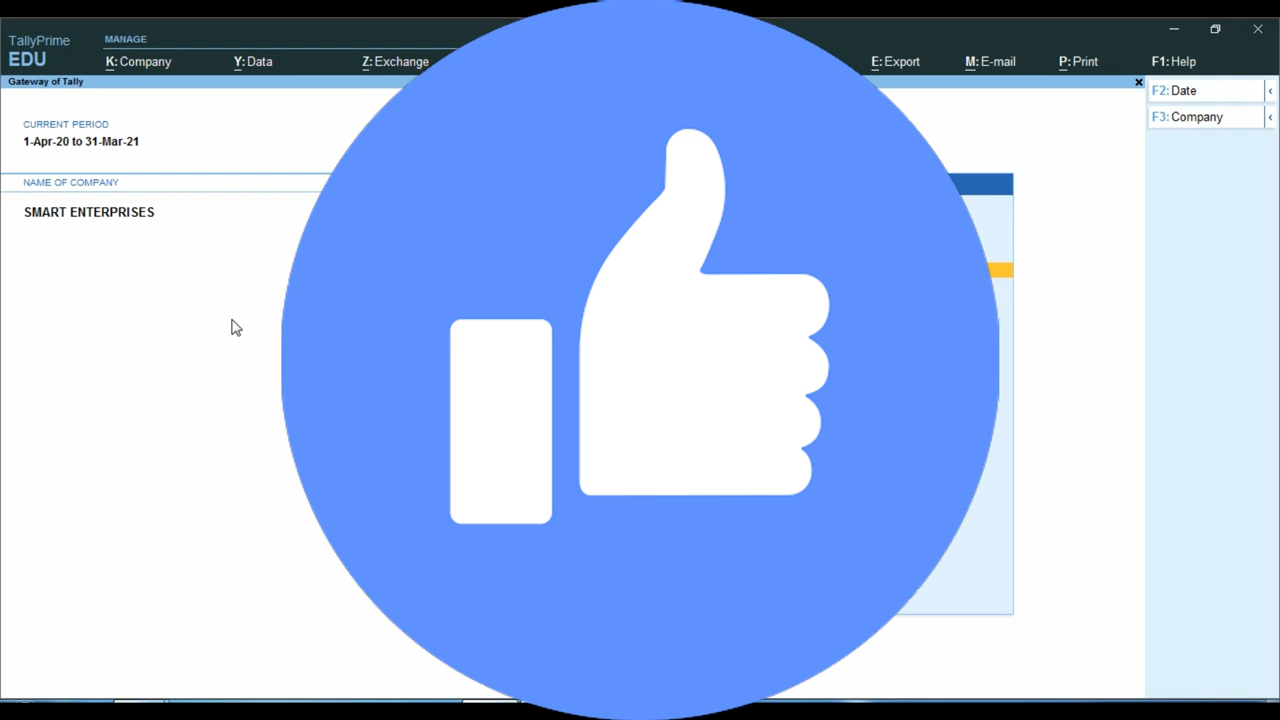 TallyPrime
EDU
MANAGE
K: Company
Y: Data
Z: Exchange
E: Export
M: E-mail
P: Print
F1: Help
Gateway of Tally
F2: Date
F3: Company
CURRENT PERIOD
1-Apr-20 to 31-Mar-21
NAME OF COMPANY
SMART ENTERPRISES